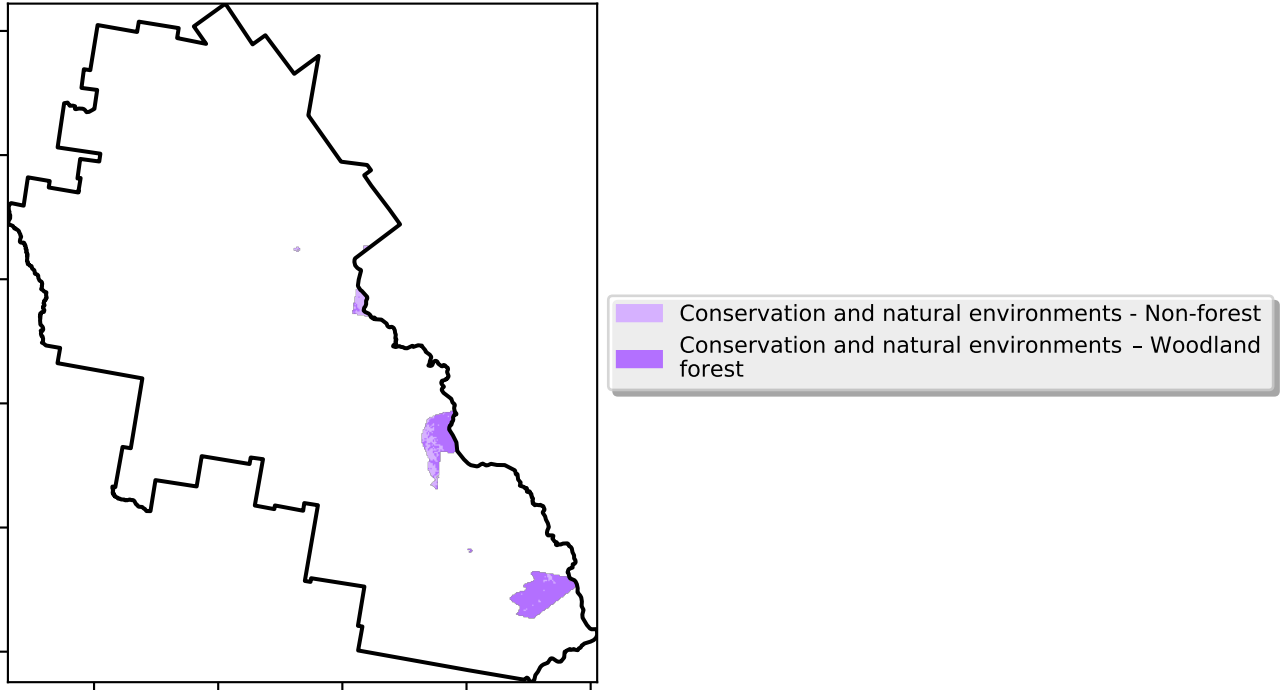 Conservation and natural environments - Non-forest
Conservation and natural environments – Woodland
forest